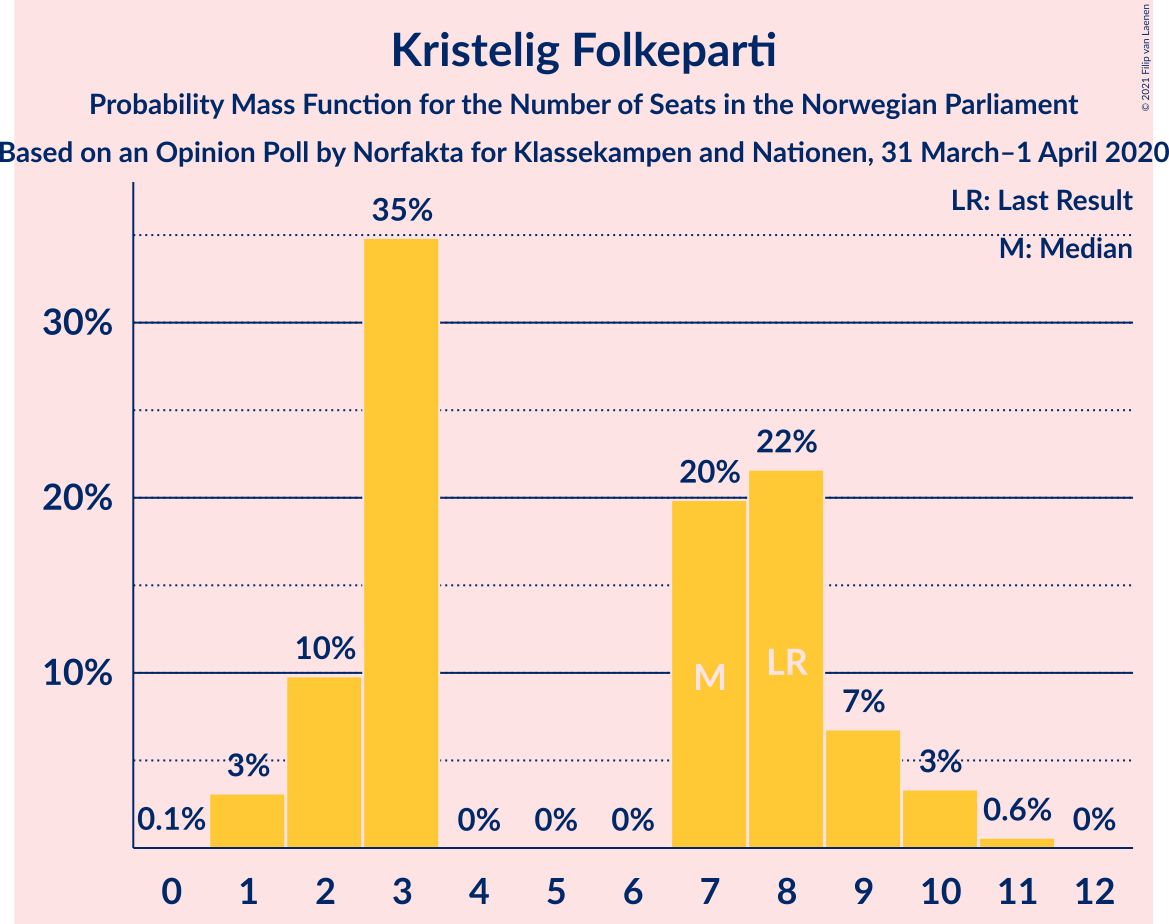 Kristelig Folkeparti
Probability Mass Function for the Number of Seats in the Norwegian Parliament
Based on an Opinion Poll by Norfakta for Klassekampen and Nationen, 31 March–1 April 2020
© 2021 Filip van Laenen
LR: Last Result
M: Median
35%
30%
22%
20%
20%
10%
10%
M
LR
7%
3%
3%
0.1%
0%
0%
0%
0.6%
0%
0 1 2 3 4 5 6 7 8 9 10 11 12